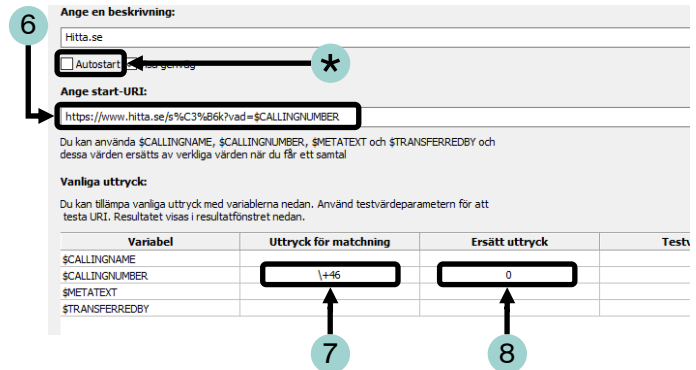 6
Ange en beskrivning:
Hitta.se
Autostart
*
Ange start-URI:
https://www.hitta.se/s%C3%B6k?vad=$CALLINGNUMBER
Du kan använda $CALLINGNAME, $CALLINGNUMBER, $METATEXT och $TRANSFERREDBY och
dessa värden ersätts av verkliga värden när du får ett samtal
Vanliga uttryck:
Du kan tillämpa vanliga uttryck med variablerna nedan. Använd testvärdeparametern för att
testa URI. Resultatet visas i resultatfönstret nedan.
Variabel Uttryck för matchning Ersätt uttryck
$CALLINGNAME
$CALLINGNUMBER \+46 0
$METATEXT
$TRANSFERREDBY
7 8